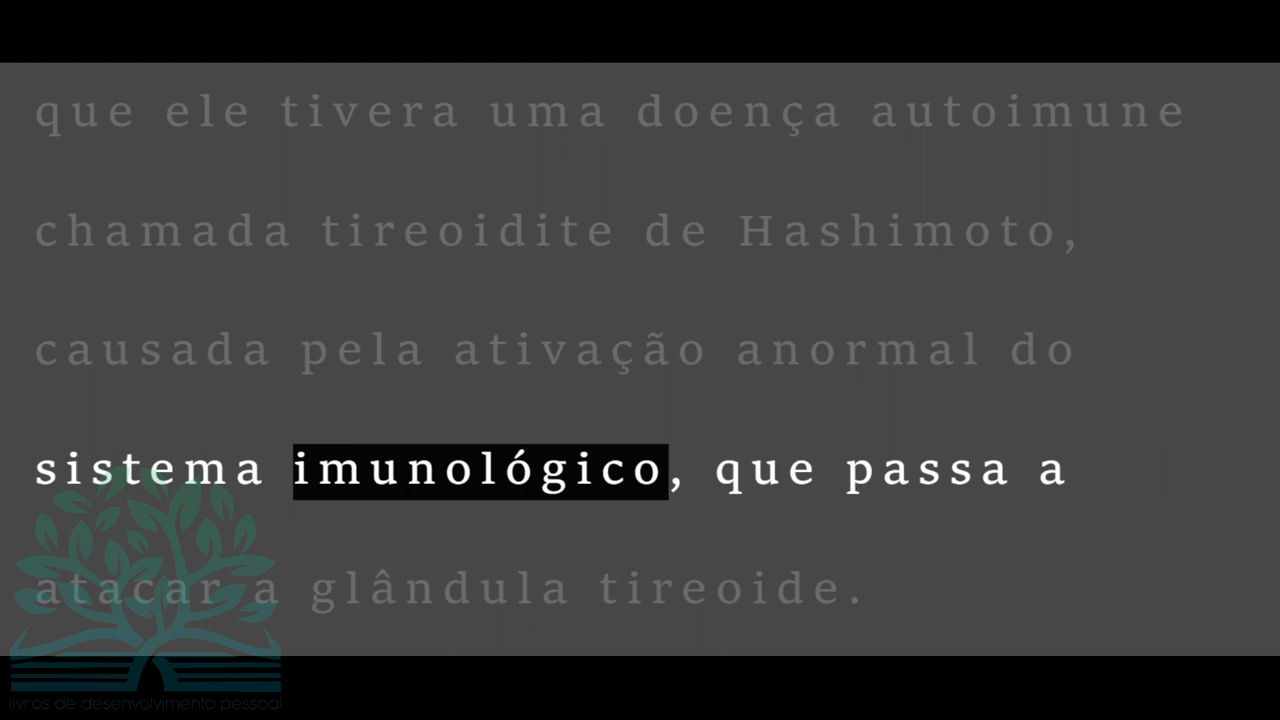 que ele tivera uma doença autoimune
chamada tireoidite de Hashimoto,
causada pela ativação anormal do
sistema imunológico, que passa a
atacar a glândula tireoide.
livros de desenvolvimento pessoal